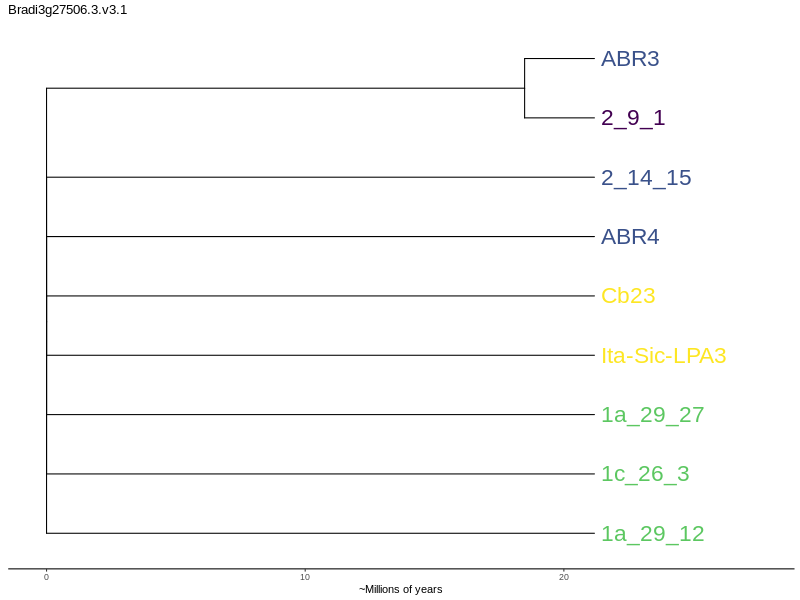 Bradi3g27506.3.v3.1
ABR3
2_9_1
2_14_15
ABR4
Cb23
Ita-Sic-LPA3
1a_29_27
1c_26_3
1a_29_12
0 10 20
~Millions of years